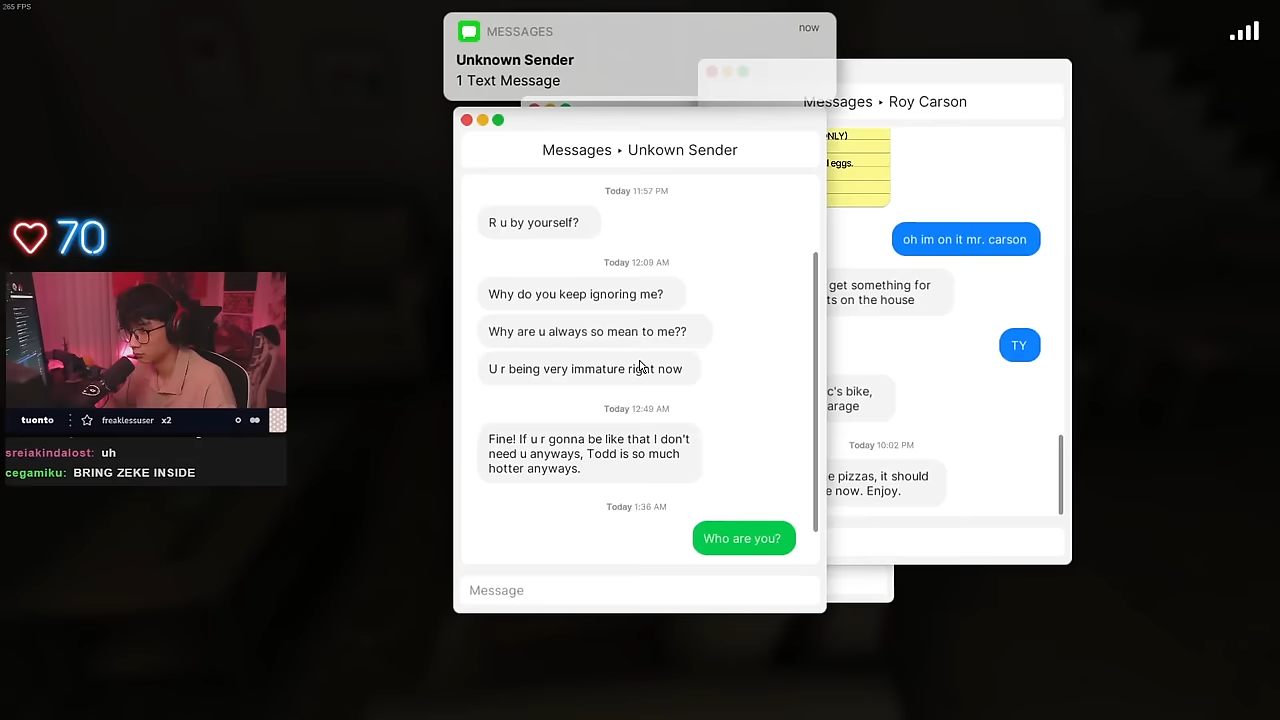 265 FPS
MESSAGES
now
Unknown Sender
1 Text Message
Messages ‣ Roy Carson
Messages ‣ Unkown Sender
Today 11:57 PM
R u by yourself?
Today 12:09 AM
Why do you keep ignoring me?
Why are u always so mean to me??
U r being very immature right now
Today 12:49 AM
Fine! If u r gonna be like that I don't
need u anyways, Todd is so much
hotter anyways.
Today 1:36 AM
Who are you?
Message
NLY)
eggs.
oh im on it mr. carson
get something for
ts on the house
TY
c's bike,
arage
Today 10:02 PM
e pizzas, it should
e now. Enjoy.
70
tuonto
freaklessuser x2
sreiakindalost: uh
cegamiku: BRING ZEKE INSIDE